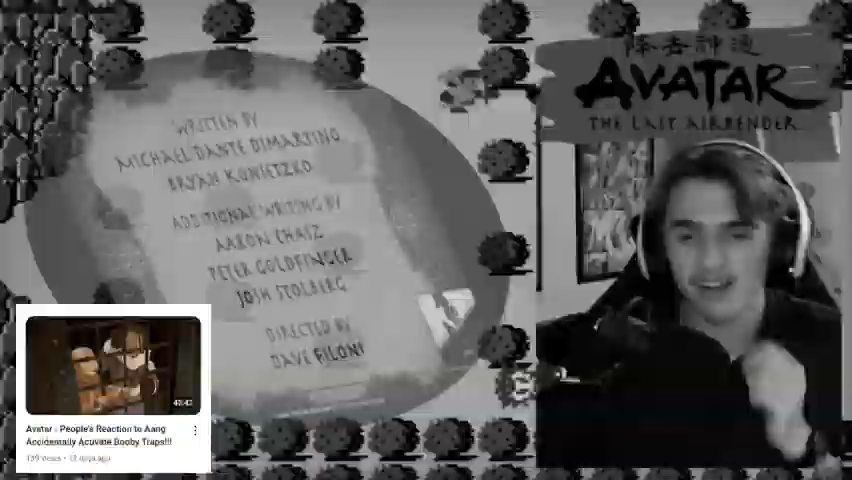 WRITTEN BY
MICHAEL DANTE DIMARTINO
BRYAN KONIETZKO
ADDITIONAL WRITING BY
AARON EHASZ
PETER GOLDFINGER
JOSH STOLBERG
DIRECTED BY
DAVE FILONI
AVATAR
THE LAST AIRBENDER
Avatar - People's Reaction to Aang
Accidentally Activate Booby Traps!!!